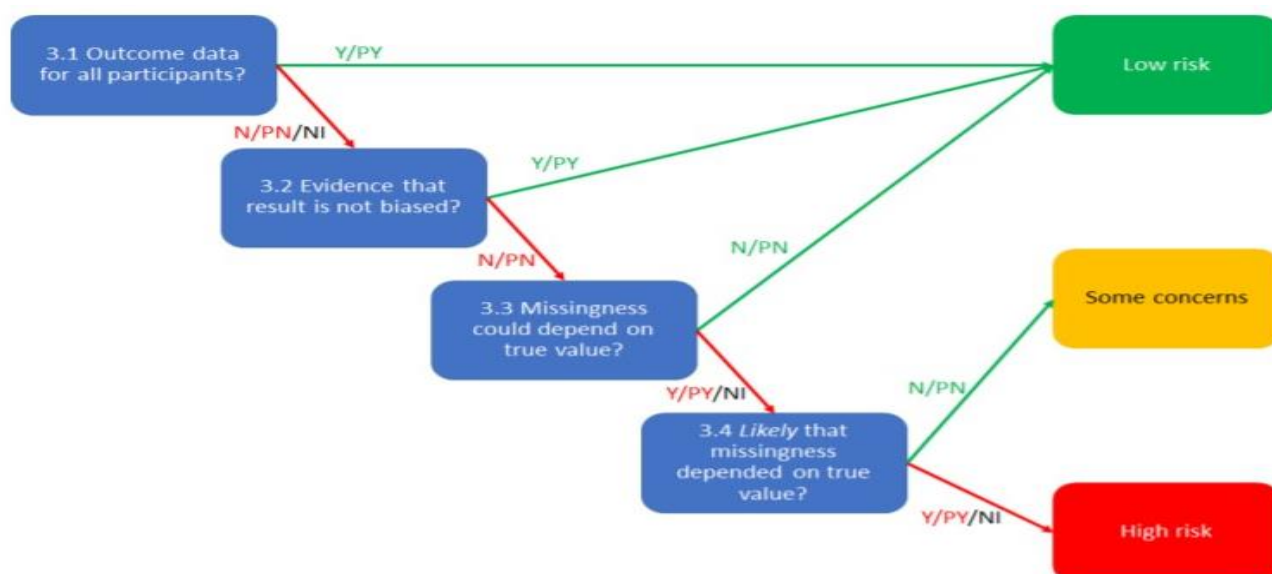 3.1 Outcome data
for all participants?
Y/PY
Low risk
N/PN/NI
3.2 Evidence that
result is not biased?
Y/PY
N/PN
3.3 Missingness
could depend on
true value?
N/PN
Some concerns
Y/PY/NI
3.4 Likely that
missingness
depended on true
value?
N/PN
Y/PY/NI
High risk